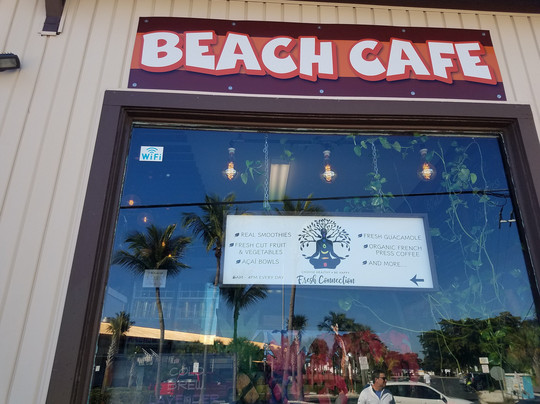 BEACH CAFE
WiFi
REAL SMOOTHIES
FRESH CUT FRUIT
& VEGETABLES
AÇAÍ BOWLS
FRESH GUACAMOLE
ORGANIC FRENCH
PRESS COFFEE
AND MORE...
Fresh Connection